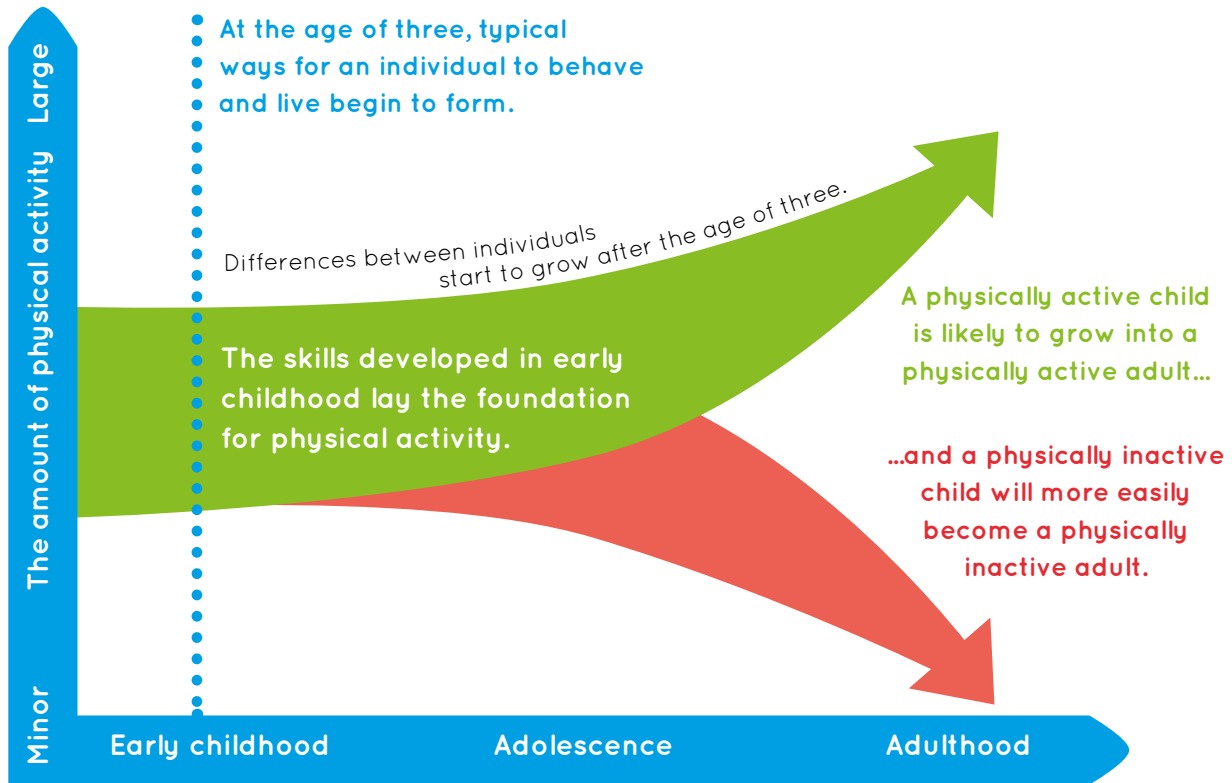 The amount of physical activity
Large
Minor
At the age of three, typical
ways for an individual to behave
and live begin to form.
Differences between individuals
start to grow after the age of three.
The skills developed in early
childhood lay the foundation
for physical activity.
A physically active child
is likely to grow into a
physically active adult...
...and a physically inactive
child will more easily
become a physically
inactive adult.
Early childhood
Adolescence
Adulthood